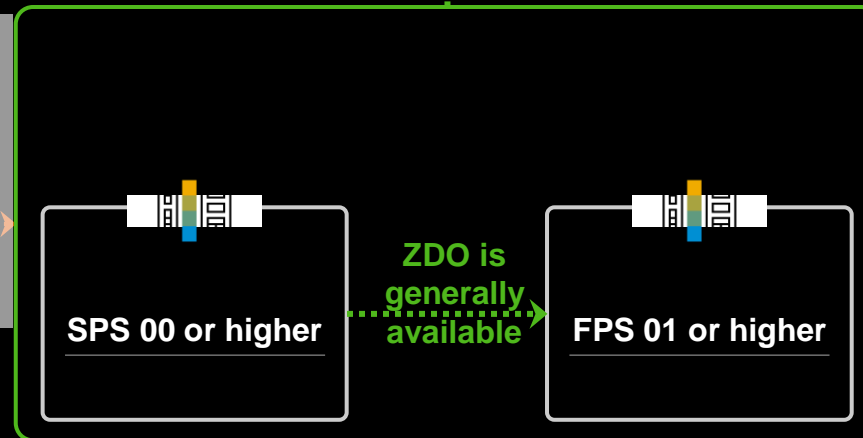 ZDO is
generally
available
SPS 00 or higher
FPS 01 or higher